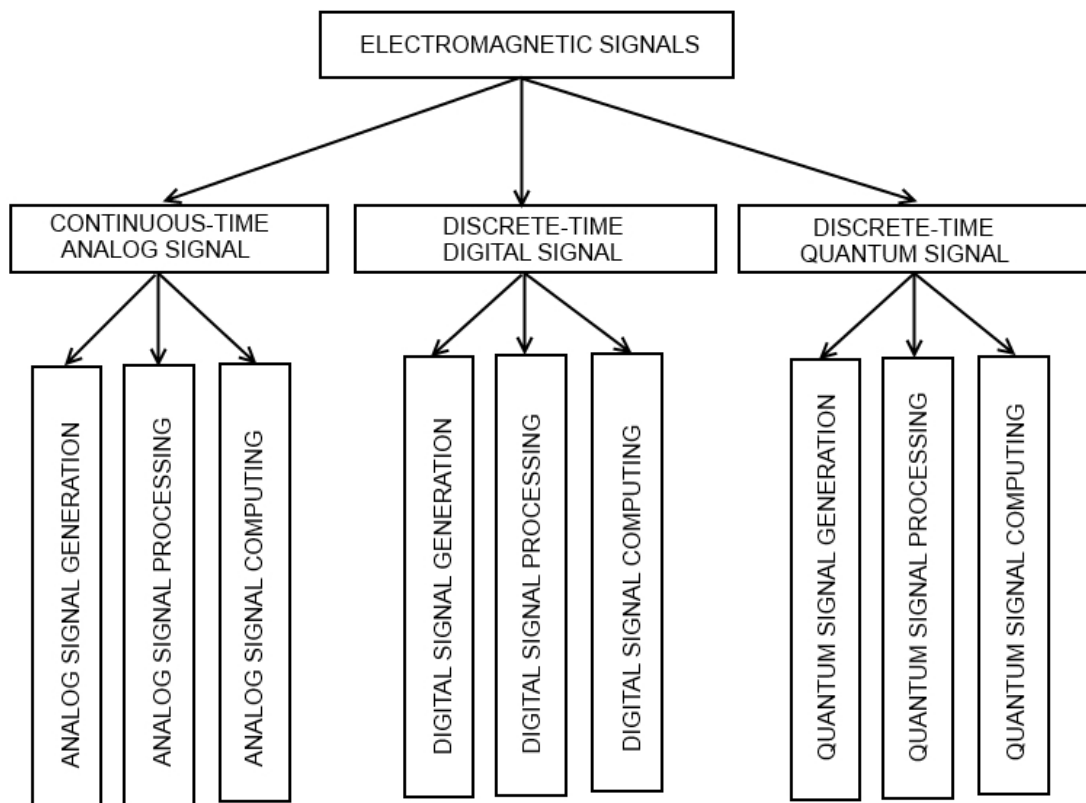 ELECTROMAGNETIC SIGNALS
CONTINUOUS-TIME
ANALOG SIGNAL
DISCRETE-TIME
DIGITAL SIGNAL
DISCRETE-TIME
QUANTUM SIGNAL
ANALOG SIGNAL GENERATION
ANALOG SIGNAL PROCESSING
ANALOG SIGNAL COMPUTING
DIGITAL SIGNAL GENERATION
DIGITAL SIGNAL PROCESSING
DIGITAL SIGNAL COMPUTING
QUANTUM SIGNAL GENERATION
QUANTUM SIGNAL PROCESSING
QUANTUM SIGNAL COMPUTING